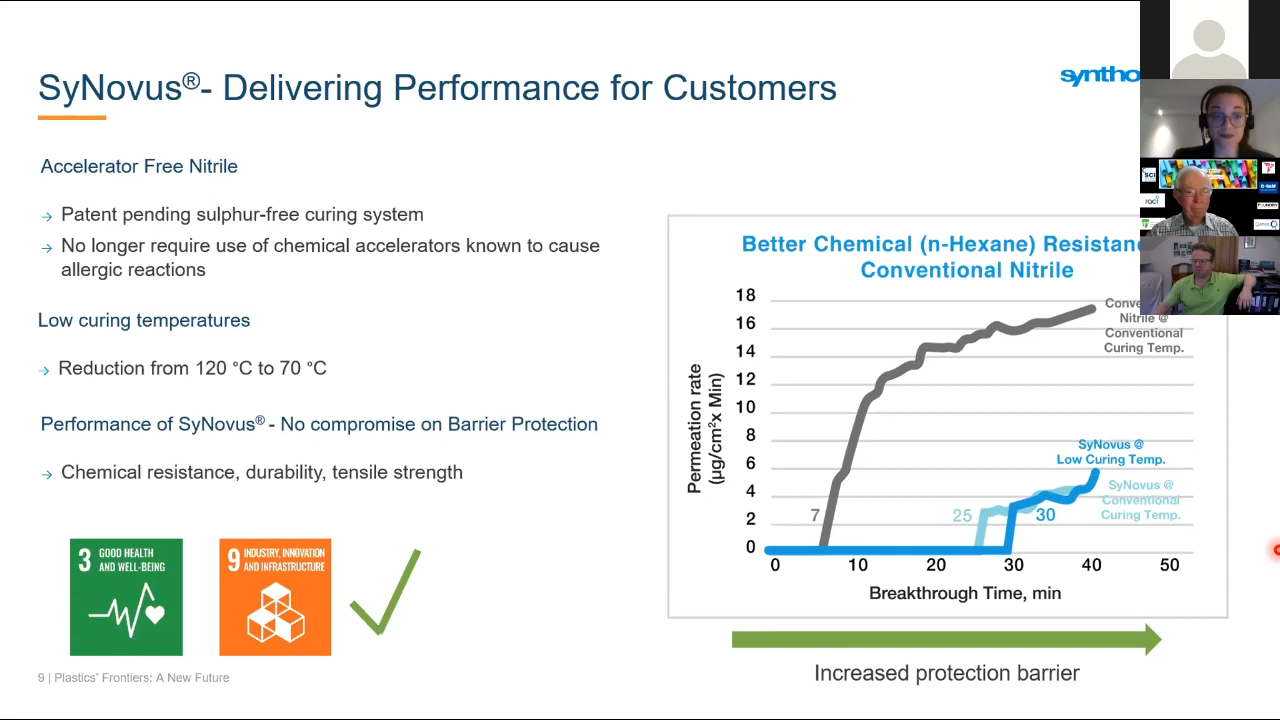 SyNovus®- Delivering Performance for Customers
syntho
Accelerator Free Nitrile
→ Patent pending sulphur-free curing system
→ No longer require use of chemical accelerators known to cause
allergic reactions
Low curing temperatures
→ Reduction from 120 °C to 70 °C
Performance of SyNovus® - No compromise on Barrier Protection
→ Chemical resistance, durability, tensile strength
3 GOOD HEALTH
AND WELL-BEING
9 INDUSTRY, INNOVATION
AND INFRASTRUCTURE
9 | Plastics' Frontiers: A New Future
Better Chemical (n-Hexane) Resistan
Conventional Nitrile
Permeation rate
(µg/cm²x Min)
18
16
14
12
10
8
6
4
2
0
0 10 20 30 40 50
Breakthrough Time, min
Conve
Nitrile @
Conventional
Curing Temp.
SyNovus @
Low Curing Temp.
SyNovus @
Conventional
Curing Temp.
7
25
30
Increased protection barrier
SCI
raci